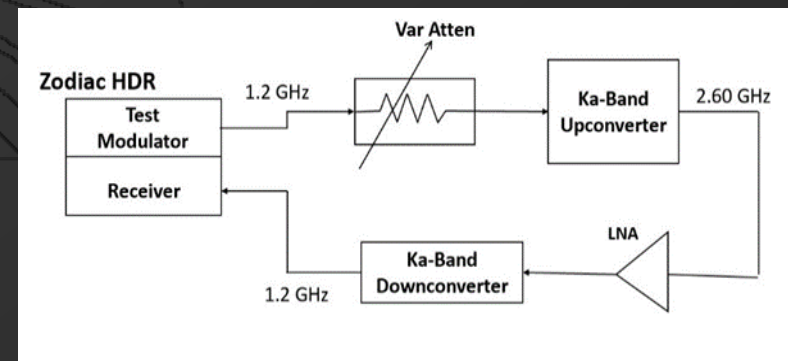 Var Atten
Zodiac HDR
1.2 GHz
Test
Modulator
Ka-Band
Upconverter
2.60 GHz
Receiver
LNA
Ka-Band
Downconverter
1.2 GHz